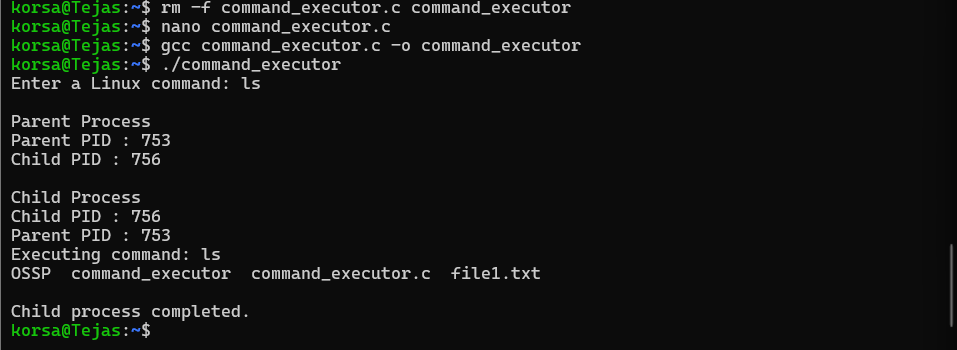 korsa@Tejas:~$ rm -f command_executor.c command_executor
korsa@Tejas:~$ nano command_executor.c
korsa@Tejas:~$ gcc command_executor.c -o command_executor
korsa@Tejas:~$ ./command_executor
Enter a Linux command: ls

Parent Process
Parent PID : 753
Child PID : 756

Child Process
Child PID : 756
Parent PID : 753
Executing command: ls
OSSP  command_executor  command_executor.c  file1.txt

Child process completed.
korsa@Tejas:~$